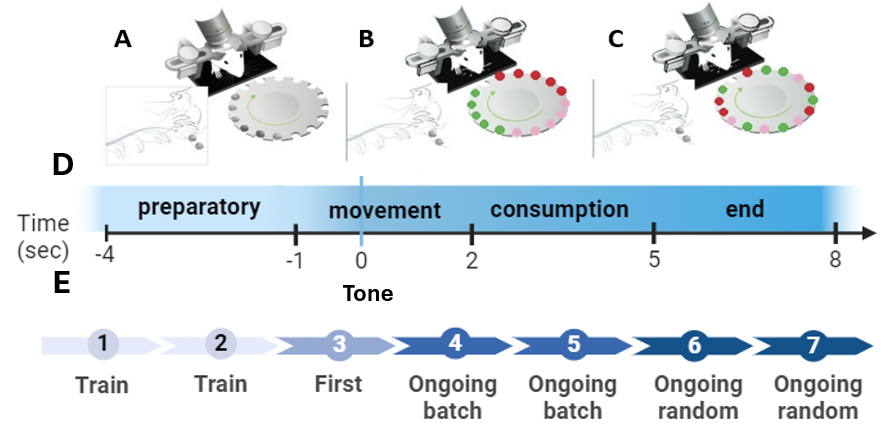 A
B
C
D
preparatory
movement
consumption
end
Time
(sec)
-4
-1
0
2
5
8
Tone
E
1
2
3
4
5
6
7
Train
Train
First
Ongoing
batch
Ongoing
batch
Ongoing
random
Ongoing
random